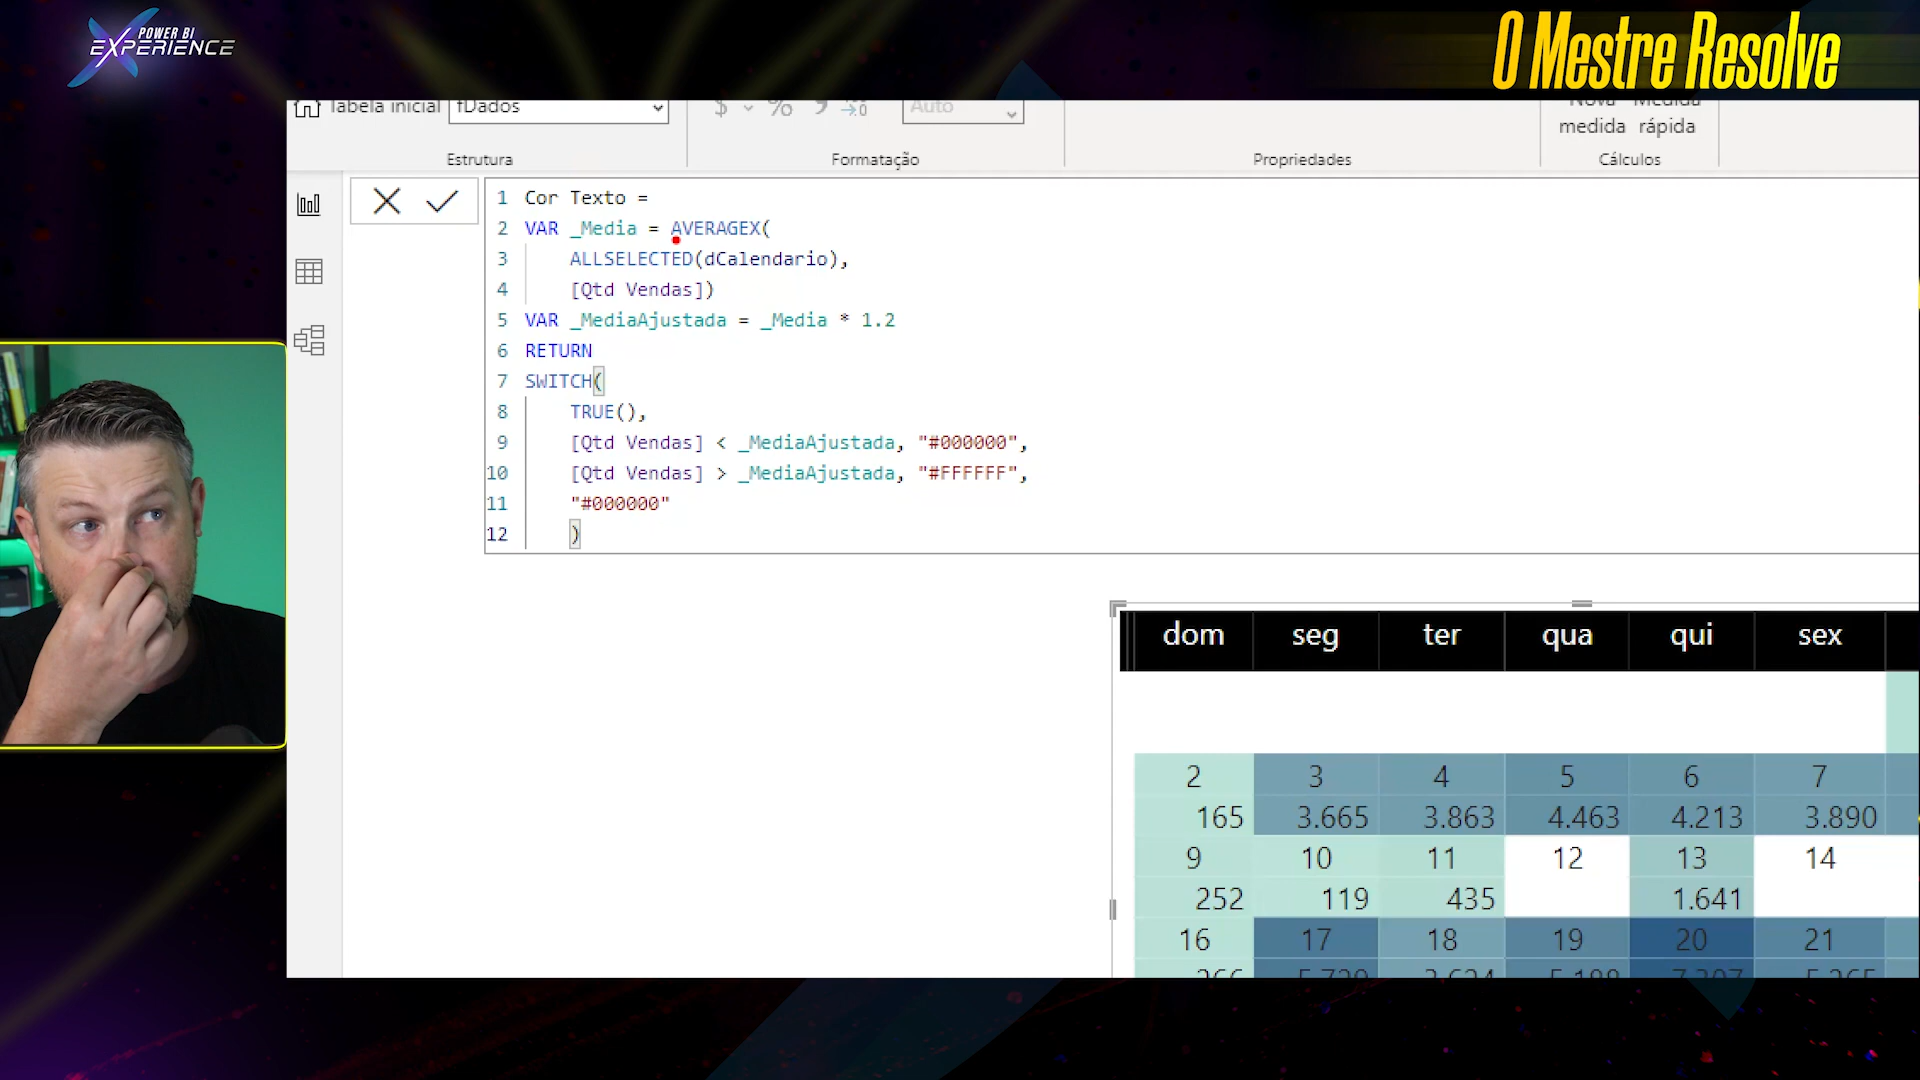 POWER BI
EXPERIENCE
O Mestre Resolve
Tabela inicial fDados
$ % 9 Auto
Nova Medida
medida rápida
Estrutura Formatação Propriedades Cálculos
1 Cor Texto =
2 VAR _Media = AVERAGEX(
3 ALLSELECTED(dCalendario),
4 [Qtd Vendas])
5 VAR _MediaAjustada = _Media * 1.2
6 RETURN
7 SWITCH(
8 TRUE(),
9 [Qtd Vendas] < _MediaAjustada, "#000000",
10 [Qtd Vendas] > _MediaAjustada, "#FFFFFF",
11 "#000000"
12 )
dom seg ter qua qui sex
2 3 4 5 6 7
165 3.665 3.863 4.463 4.213 3.890
9 10 11 12 13 14
252 119 435 1.641
16 17 18 19 20 21